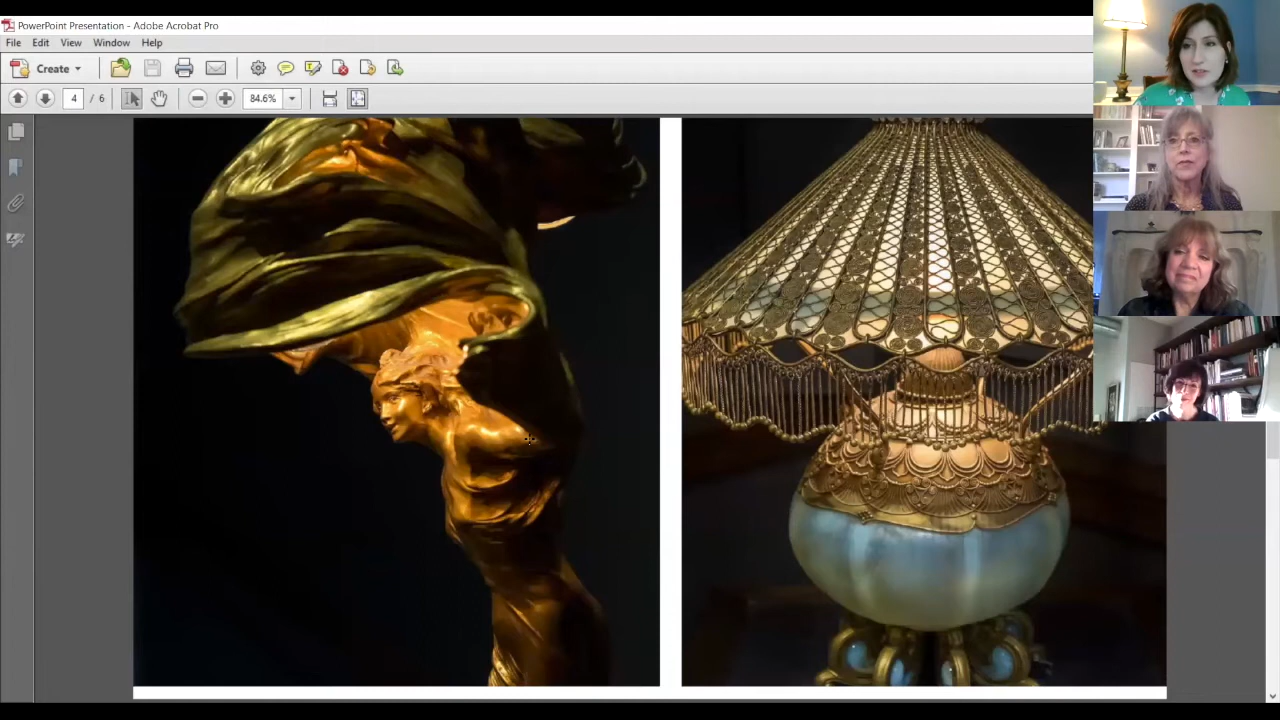 PowerPoint Presentation - Adobe Acrobat Pro
File Edit View Window Help
Create
4 / 6 84.6%